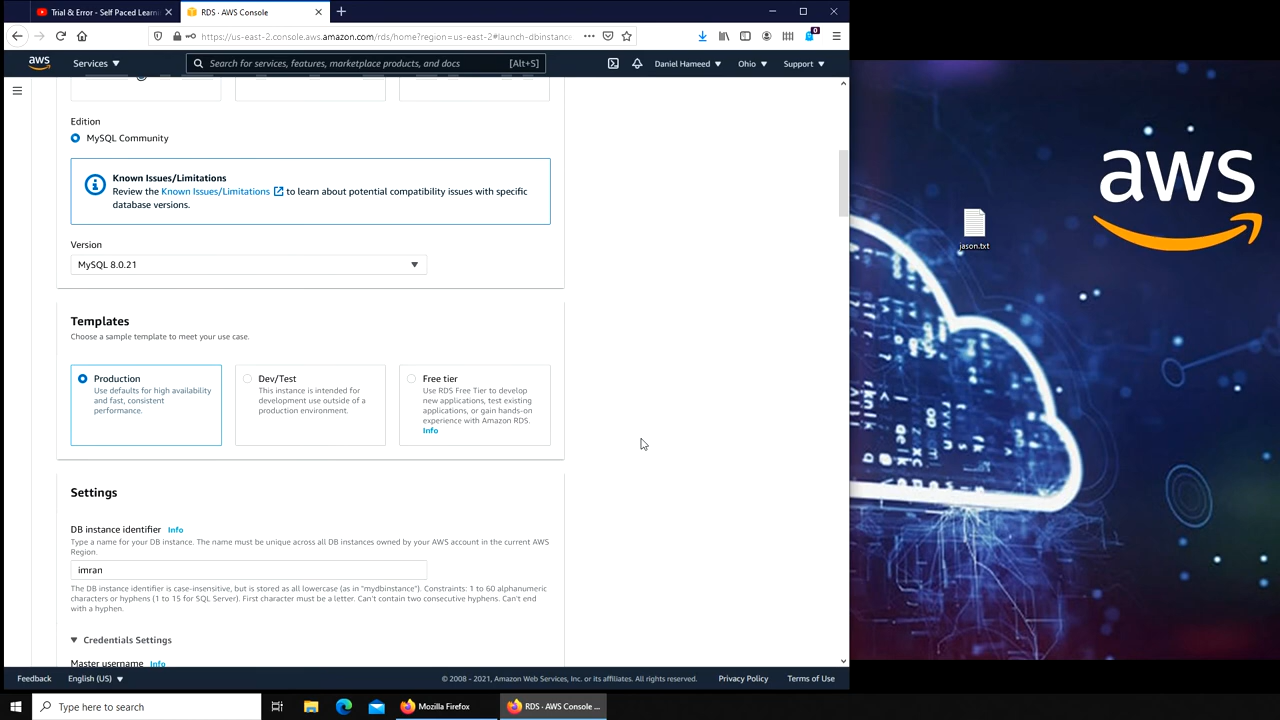 Trial & Error - Self Paced Learni
RDS · AWS Console
https://us-east-2.console.aws.amazon.com/rds/home?region=us-east-2#launch-dbinstance
0
aws
Services
Search for services, features, marketplace products, and docs
[Alt+S]
Daniel Hameed
Ohio
Support
Edition
MySQL Community
Known Issues/Limitations
Review the Known Issues/Limitations to learn about potential compatibility issues with specific
database versions.
Version
MySQL 8.0.21
Templates
Choose a sample template to meet your use case.
Production
Use defaults for high availability
and fast, consistent
performance.
Dev/Test
This instance is intended for
development use outside of a
production environment.
Free tier
Use RDS Free Tier to develop
new applications, test existing
applications, or gain hands-on
experience with Amazon RDS.
Info
Settings
DB instance identifier Info
Type a name for your DB instance. The name must be unique across all DB instances owned by your AWS account in the current AWS
Region.
imran
The DB instance identifier is case-insensitive, but is stored as all lowercase (as in "mydbinstance"). Constraints: 1 to 60 alphanumeric
characters or hyphens (1 to 15 for SQL Server). First character must be a letter. Can't contain two consecutive hyphens. Can't end
with a hyphen.
Credentials Settings
Master username Info
Feedback
English (US)
© 2008 - 2021, Amazon Web Services, Inc. or its affiliates. All rights reserved.
Privacy Policy
Terms of Use
aws
jason.txt
Type here to search
Mozilla Firefox
RDS · AWS Console ...